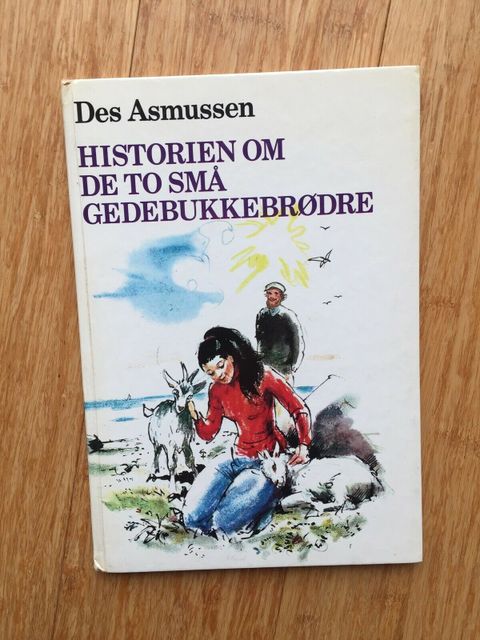 Des Asmussen
HISTORIEN OM
DE TO SMÅ
GEDEBUKKEBRØDRE